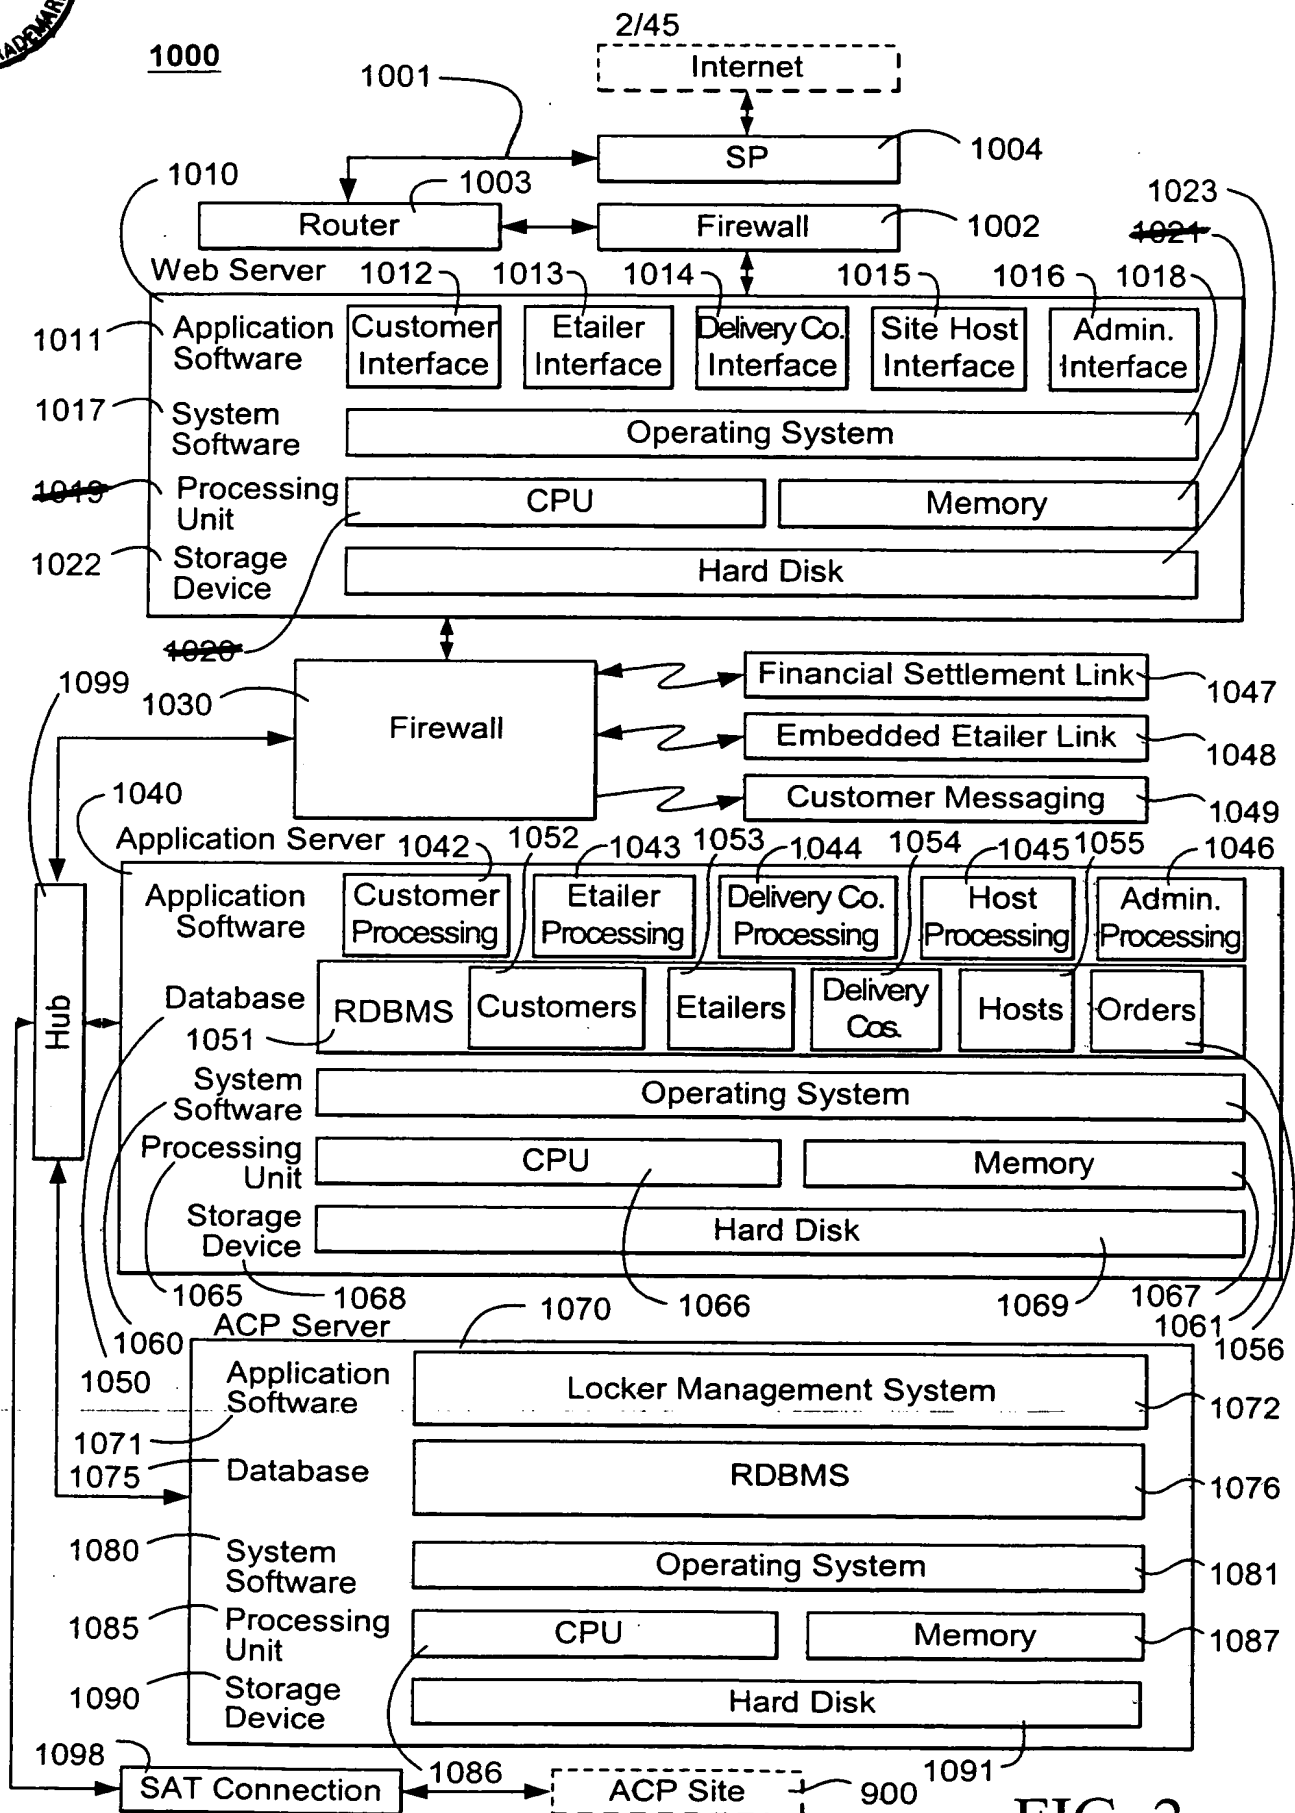 TRADEMAR
2/45
1000
Internet
1001
SP
1004
1010
1003
1023
Router
Firewall
1002
1021
Web Server
1012
1013
1014
1015
1016
1018
1011
Application
Software
Customer
Interface
Etailer
Interface
Delivery Co.
Interface
Site Host
Interface
Admin.
Interface
1017
System
Software
Operating System
1019
Processing
Unit
CPU
Memory
1022
Storage
Device
Hard Disk
1020
1099
1030
Firewall
Financial Settlement Link
1047
Embedded Etailer Link
1048
Customer Messaging
1049
1040
Application Server
1042
1052
1043
1053
1044
1054
1045
1055
1046
Application
Software
Customer
Processing
Etailer
Processing
Delivery Co.
Processing
Host
Processing
Admin.
Processing
Hub
Database
RDBMS
1051
Customers
Etailers
Delivery
Cos.
Hosts
Orders
System
Software
Operating System
Processing
Unit
CPU
Memory
Storage
Device
Hard Disk
1065
1068
1066
1069
1067
1061
1056
1060
1050
ACP Server
1070
Application
Software
Locker Management System
1072
1071
1075
Database
RDBMS
1076
1080
System
Software
Operating System
1081
1085
Processing
Unit
CPU
Memory
1087
1090
Storage
Device
Hard Disk
1098
1086
1091
SAT Connection
ACP Site
900